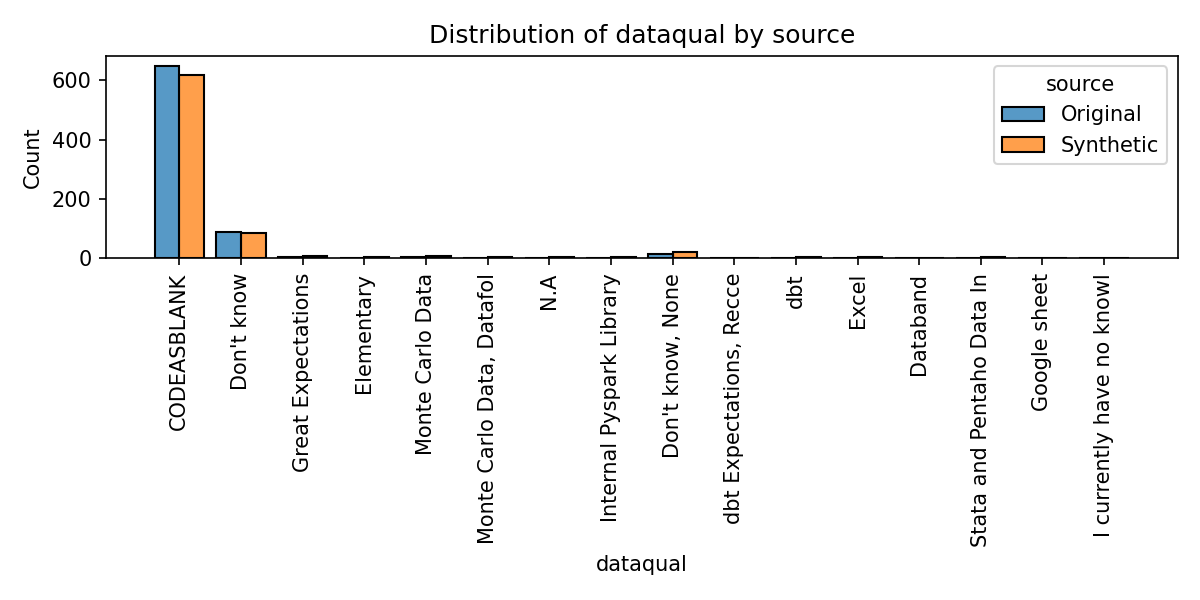 Distribution of dataqual by source
Count
600
400
200
0
source
Original
Synthetic
CODEASBLANK
Don't know
Great Expectations
Elementary
Monte Carlo Data
Monte Carlo Data, Datafol
N.A
Internal Pyspark Library
Don't know, None
dbt Expectations, Recce
dbt
Excel
Databand
Stata and Pentaho Data In
Google sheet
I currently have no knowl
dataqual